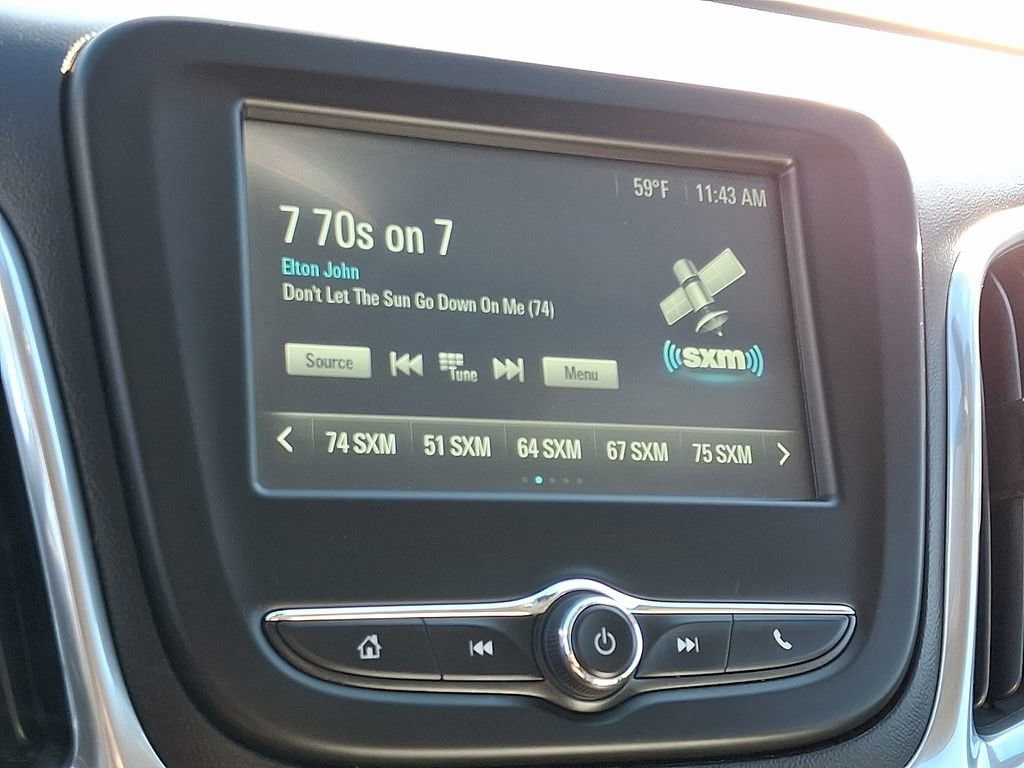 59°F 11:43 AM
7 70s on 7
Elton John
Don't Let The Sun Go Down On Me (74)
sxm
Source Tune Menu
74 SXM 51 SXM 64 SXM 67 SXM 75 SXM